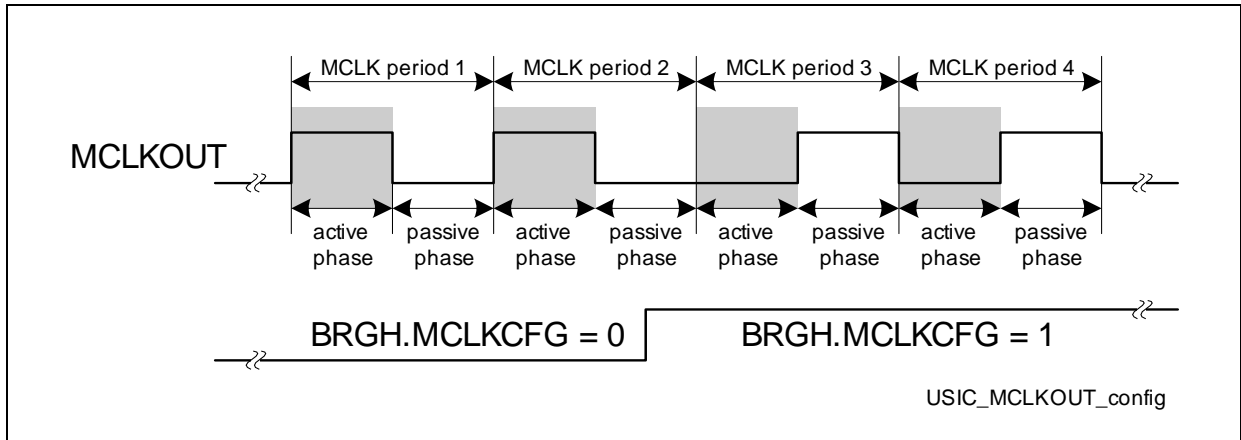 MCLK period 1 MCLK period 2 MCLK period 3 MCLK period 4
MCLKOUT
active passive active passive active passive active passive
phase phase phase phase phase phase phase phase
BRGH.MCLKCFG = 0 BRGH.MCLKCFG = 1
USIC_MCLKOUT_config